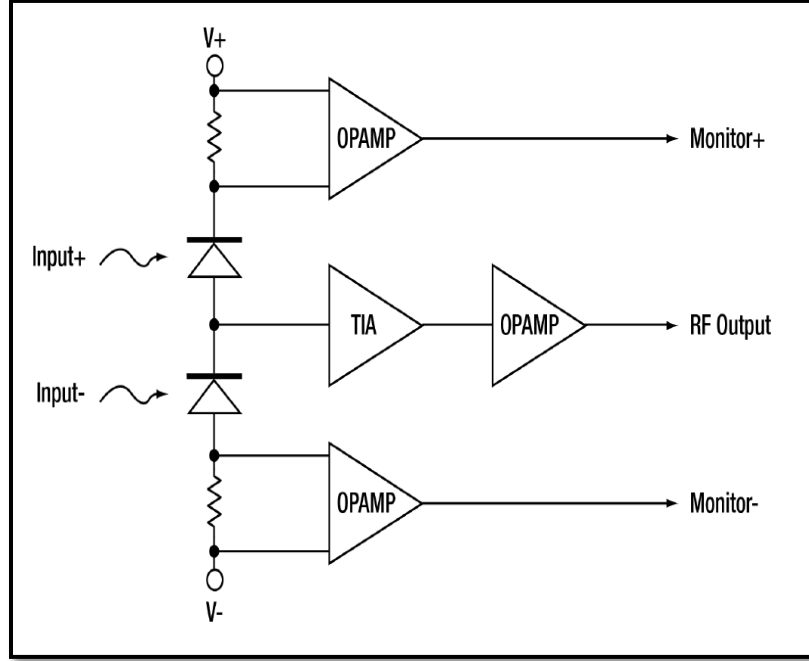 V+
OPAMP
Monitor+
Input+
TIA
OPAMP
RF Output
Input-
OPAMP
Monitor-
V-